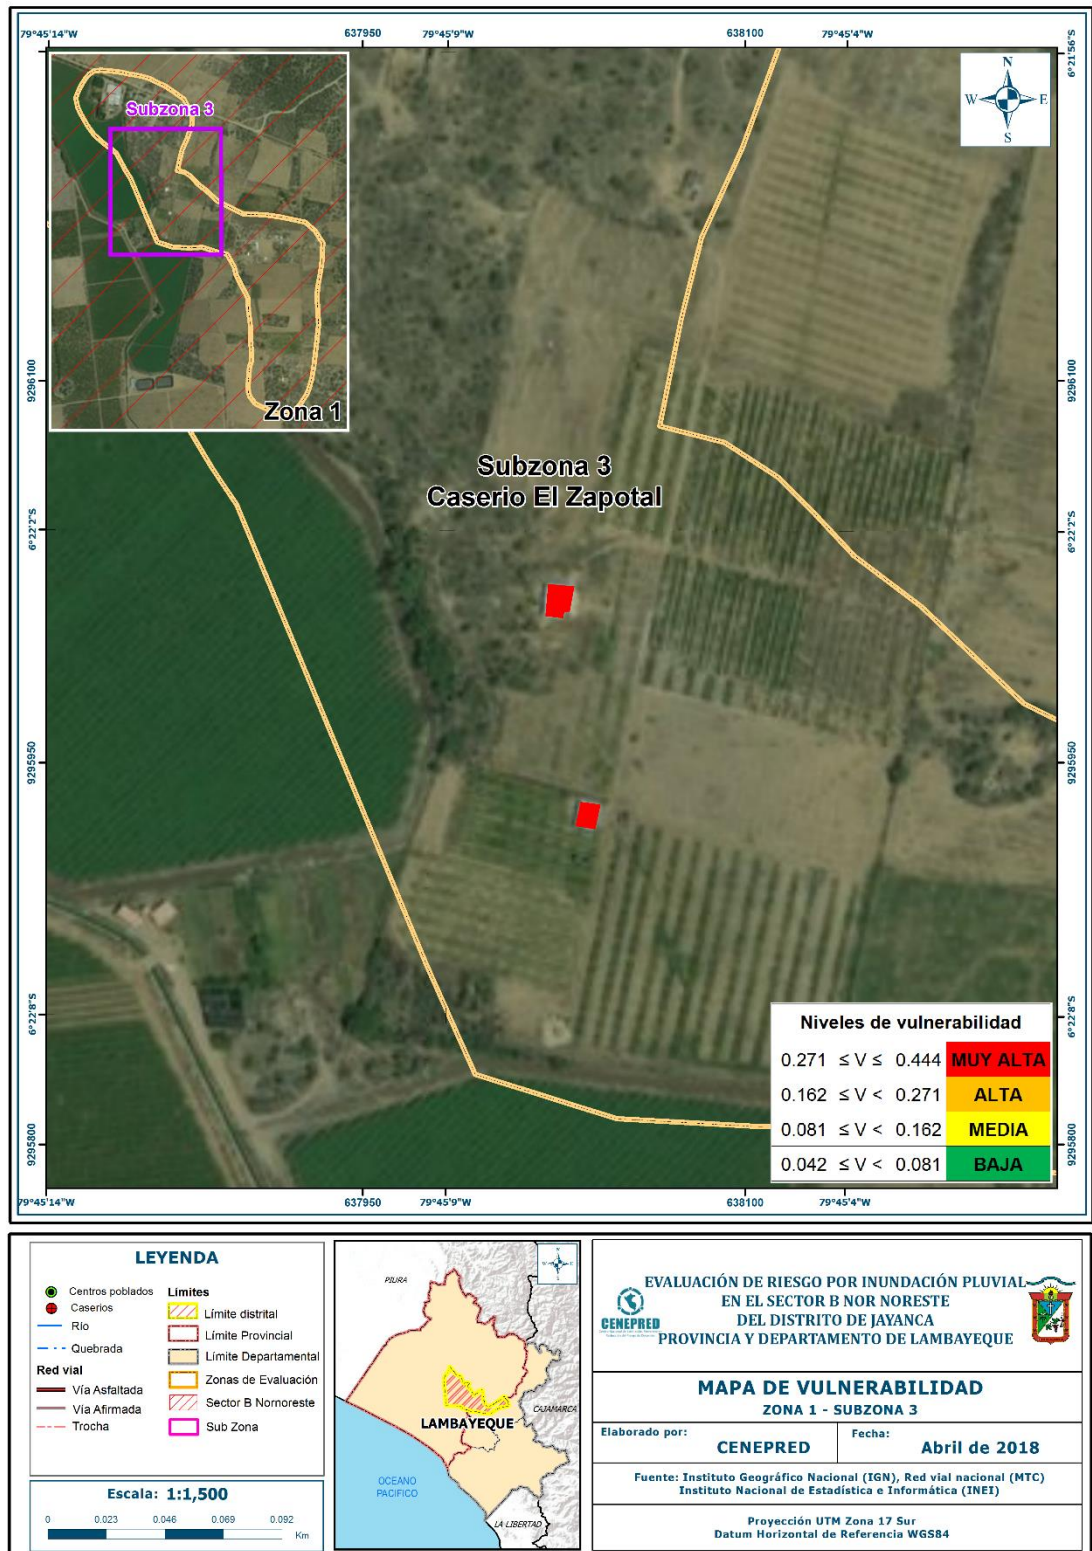 79°45'14"W
637950
79°45'9"W
638100
79°45'4"W
6°21'56"S
Subzona 3
Zona 1
N
W
E
S
9296100
9296100
Subzona 3
Caserio El Zapotal
6°22'2"S
6°22'2"S
9295950
9295950
6°22'8"S
6°22'8"S
Niveles de vulnerabilidad
0.271 ≤ V ≤ 0.444 MUY ALTA
0.162 ≤ V < 0.271 ALTA
0.081 ≤ V < 0.162 MEDIA
0.042 ≤ V < 0.081 BAJA
9295800
9295800
79°45'14"W
637950
79°45'9"W
638100
79°45'4"W
LEYENDA
Centros poblados
Caserios
Río
Quebrada
Red vial
Vía Asfaltada
Vía Afirmada
Trocha
Límites
Límite distrital
Límite Provincial
Límite Departamental
Zonas de Evaluación
Sector B Nornoreste
Sub Zona
Escala: 1:1,500
0 0.023 0.046 0.069 0.092
Km
PIURA
CAJAMARCA
LAMBAYEQUE
OCEANO
PACIFICO
LA LIBERTAD
CENEPRED
EVALUACIÓN DE RIESGO POR INUNDACIÓN PLUVIAL
EN EL SECTOR B NOR NORESTE
DEL DISTRITO DE JAYANCA
PROVINCIA Y DEPARTAMENTO DE LAMBAYEQUE
MAPA DE VULNERABILIDAD
ZONA 1 - SUBZONA 3
Elaborado por:
CENEPRED
Fecha:
Abril de 2018
Fuente: Instituto Geográfico Nacional (IGN), Red vial nacional (MTC)
Instituto Nacional de Estadística e Informática (INEI)
Proyección UTM Zona 17 Sur
Datum Horizontal de Referencia WGS84